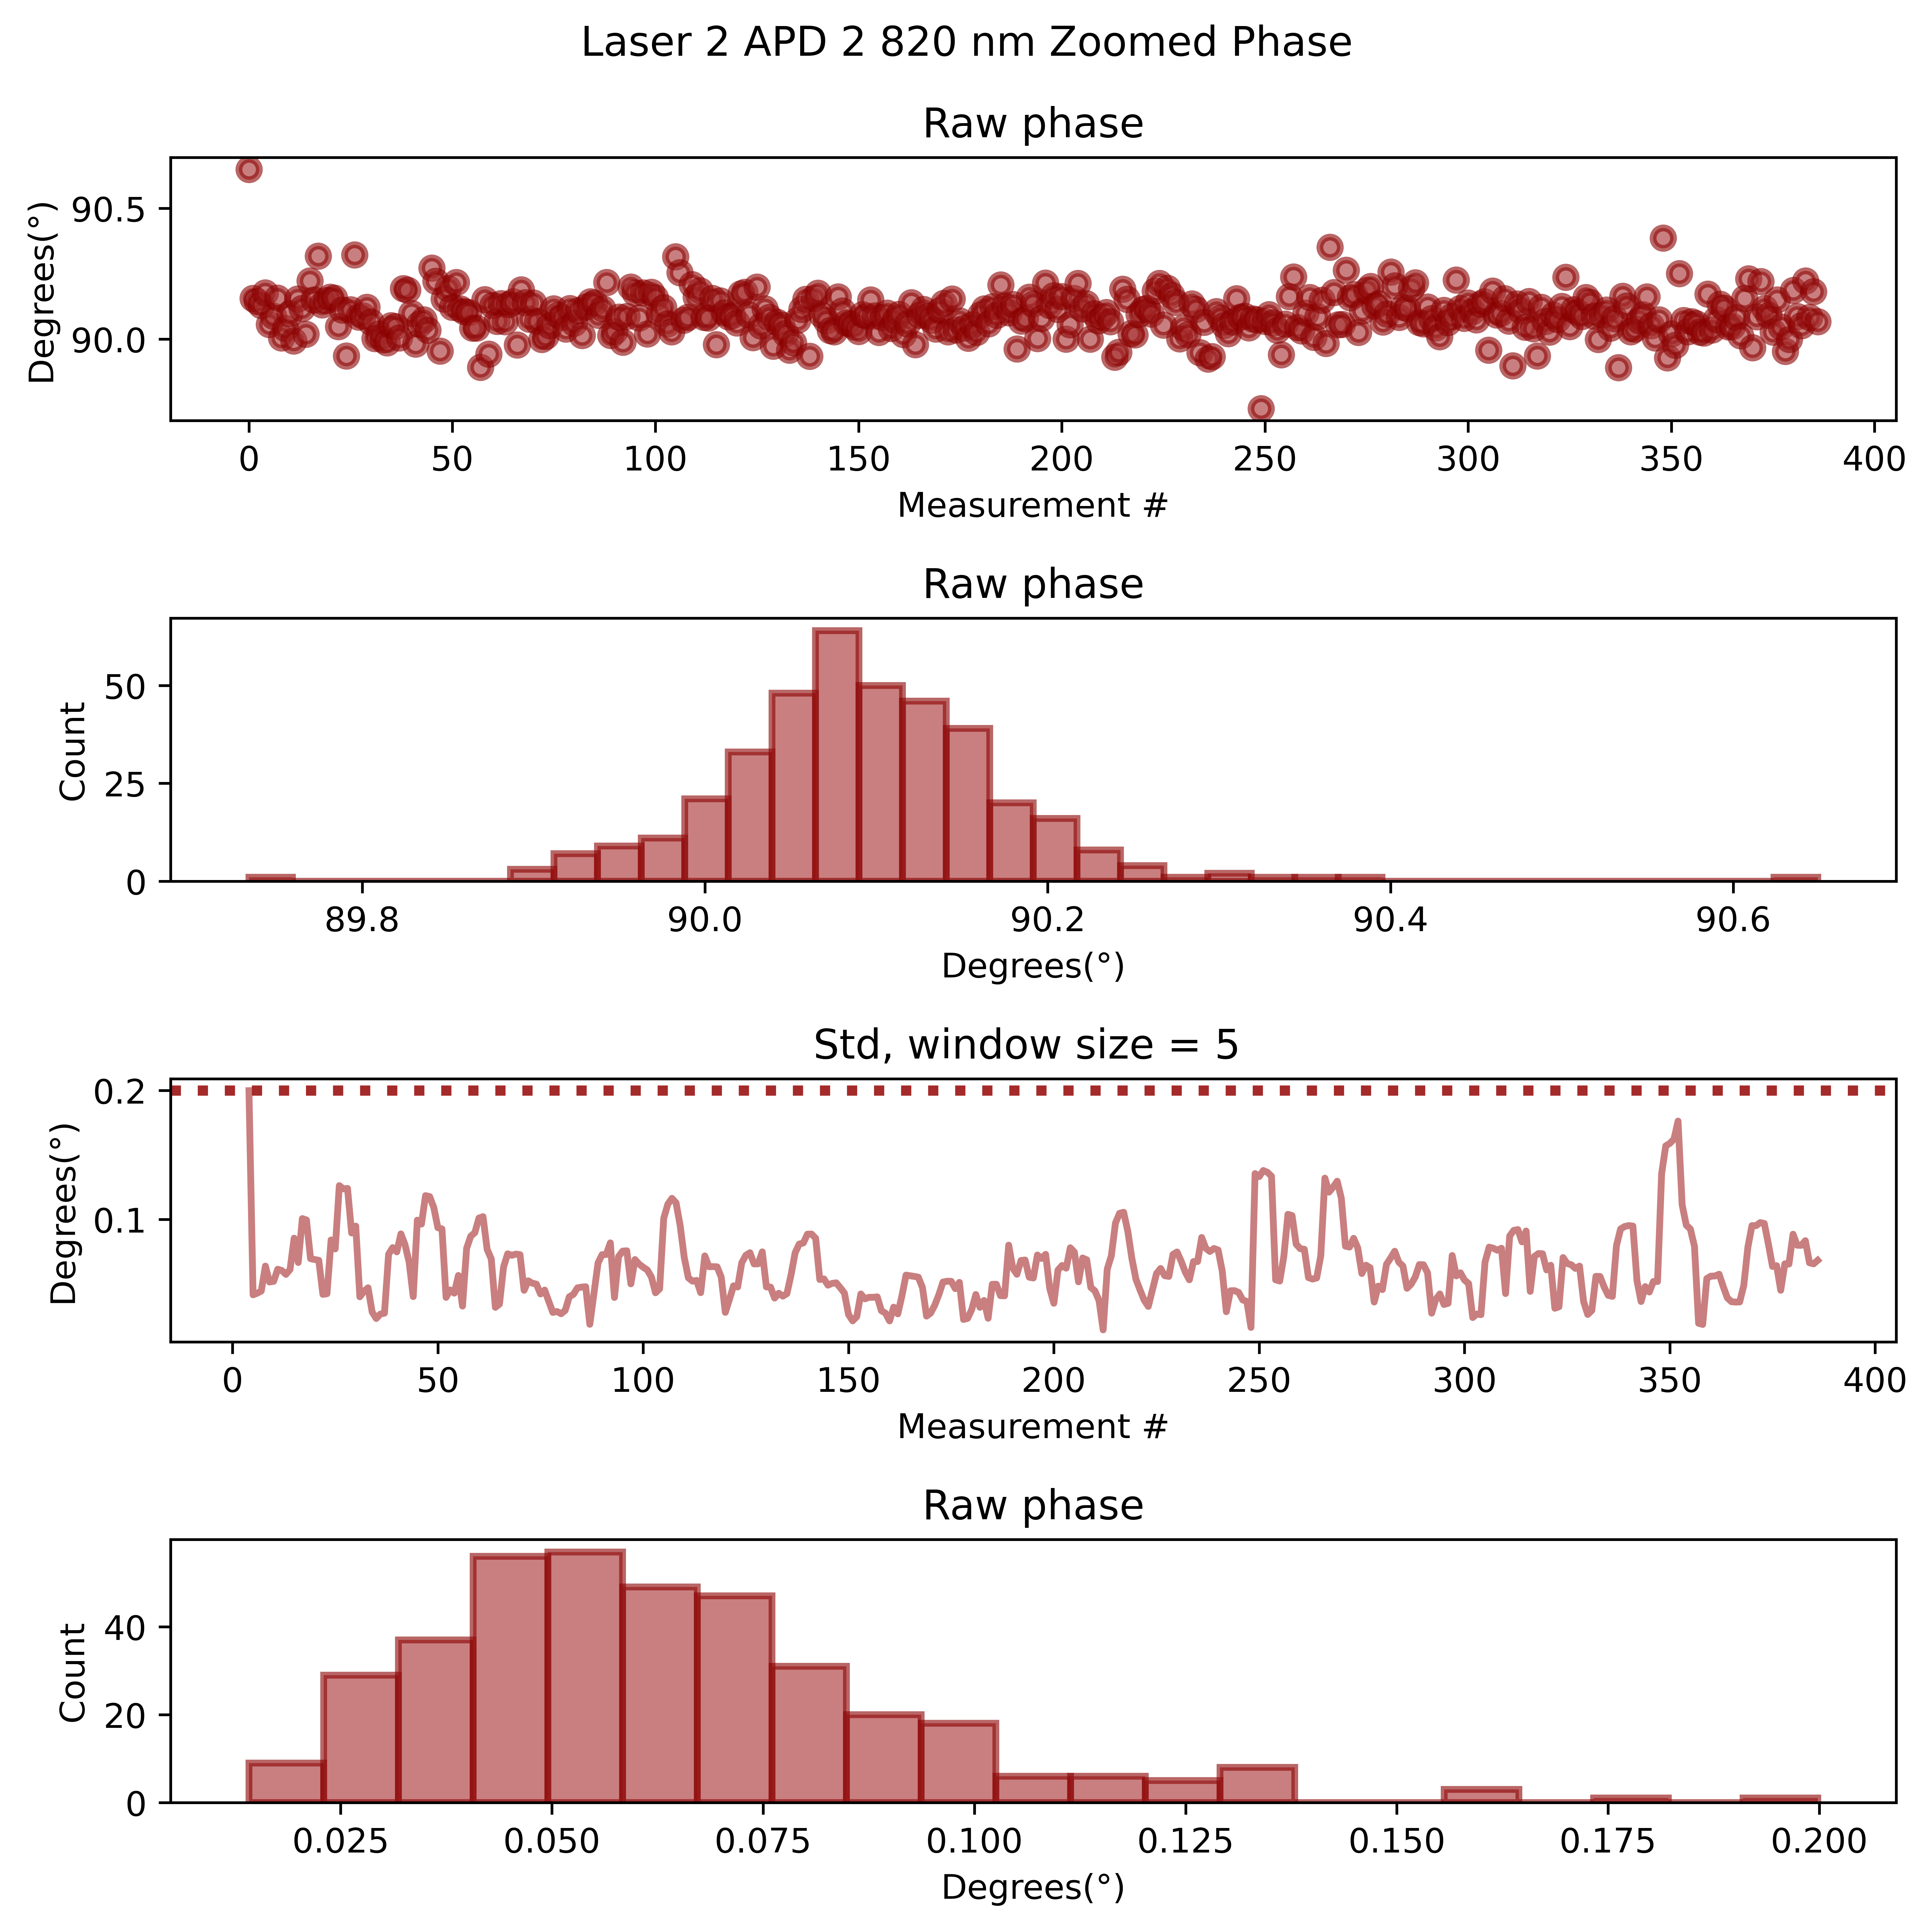 Laser 2 APD 2 820 nm Zoomed Phase
Raw phase
Degrees(°)
90.5
90.0
0 50 100 150 200 250 300 350 400
Measurement #
Raw phase
Count
50
25
0
89.8 90.0 90.2 90.4 90.6
Degrees(°)
Std, window size = 5
Degrees(°)
0.2
0.1
0 50 100 150 200 250 300 350 400
Measurement #
Raw phase
Count
40
20
0
0.025 0.050 0.075 0.100 0.125 0.150 0.175 0.200
Degrees(°)